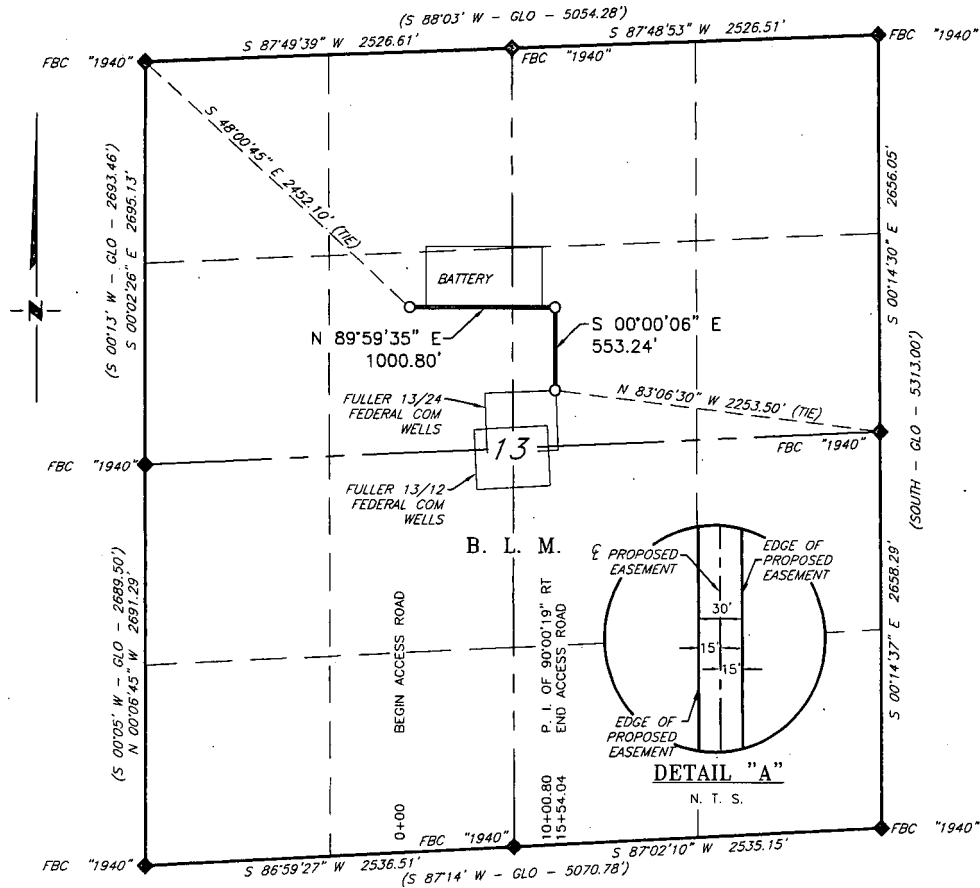 (S 88°03' W - GLO - 5054.28')
S 87°49'39" W 2526.61'
S 87°48'53" W 2526.51'
FBC "1940"
FBC "1940"
FBC "1940"
S 48°00'45" E 2452.10' (TIE)
(S 00°13' W - GLO - 2693.46')
S 00°02'26" E 2695.13'
S 00°14'30" E 2656.05'
(SOUTH - GLO - 5313.00')
N
BATTERY
N 89°59'35" E
1000.80'
S 00°00'06" E
553.24'
N 83°06'30" W 2253.50' (TIE)
FULLER 13/24
FEDERAL COM
WELLS
13
FBC "1940"
FBC "1940"
FULLER 13/12
FEDERAL COM
WELLS
B. L. M.
(S 00°05' W - GLO - 2689.50')
N 00°06'45" W 2691.29'
S 00°14'37" E 2658.29'
0+00
BEGIN ACCESS ROAD
10+00.80
P. I. OF 90°00'19" RT
15+54.04
END ACCESS ROAD
℄ PROPOSED
EASEMENT
EDGE OF
PROPOSED
EASEMENT
30'
15'
15'
EDGE OF
PROPOSED
EASEMENT
DETAIL "A"
N. T. S.
FBC "1940"
FBC "1940"
FBC "1940"
S 86°59'27" W 2536.51'
S 87°02'10" W 2535.15'
(S 87°14' W - GLO - 5070.78')